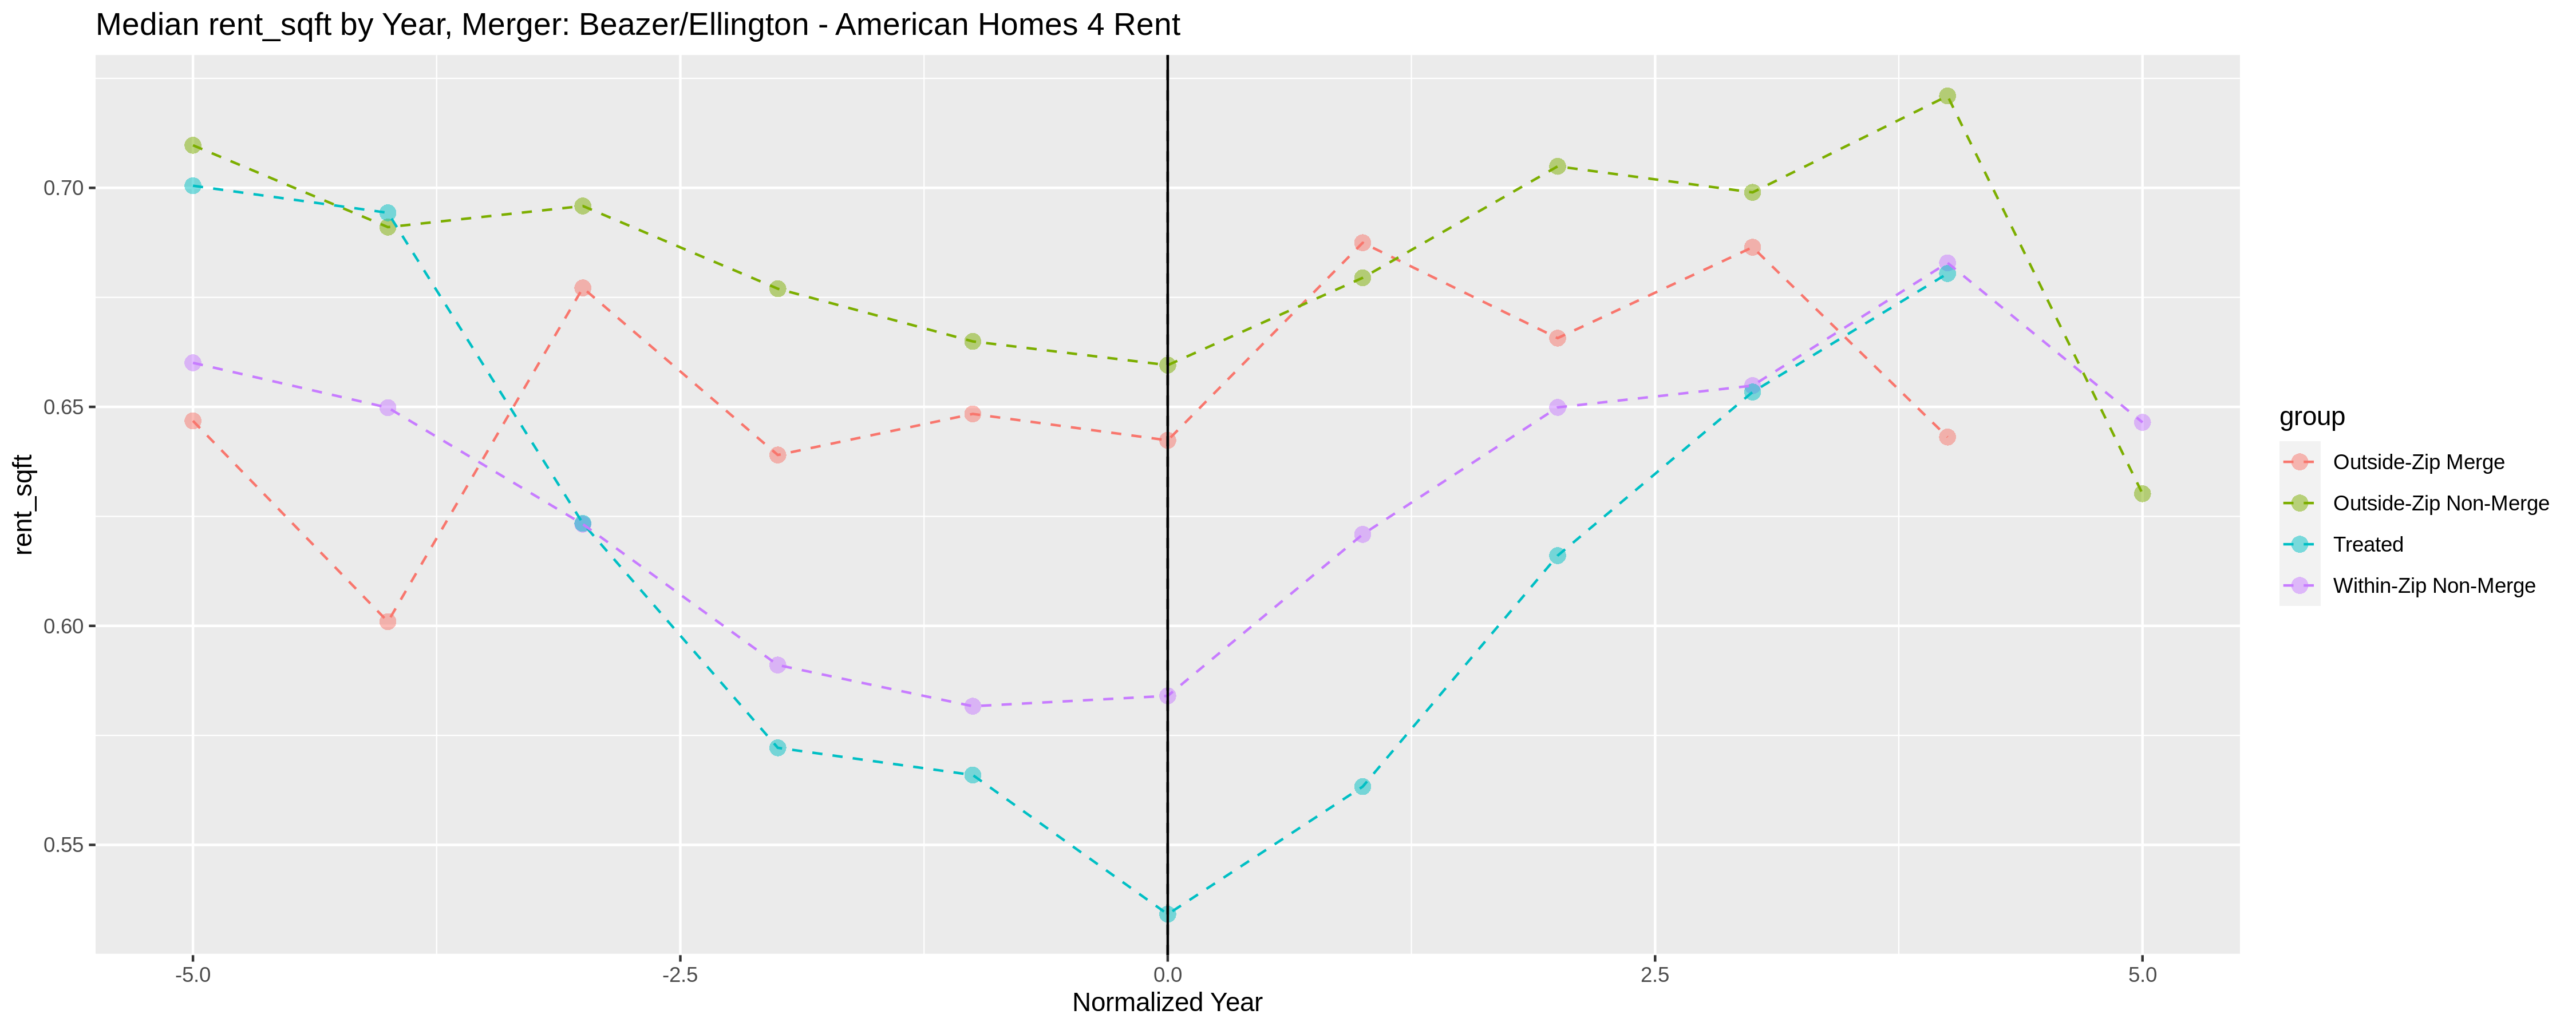 Median rent_sqft by Year, Merger: Beazer/Ellington - American Homes 4 Rent
rent_sqft
0.70
0.65
0.60
0.55
-5.0
-2.5
0.0
2.5
5.0
Normalized Year
group
Outside-Zip Merge
Outside-Zip Non-Merge
Treated
Within-Zip Non-Merge